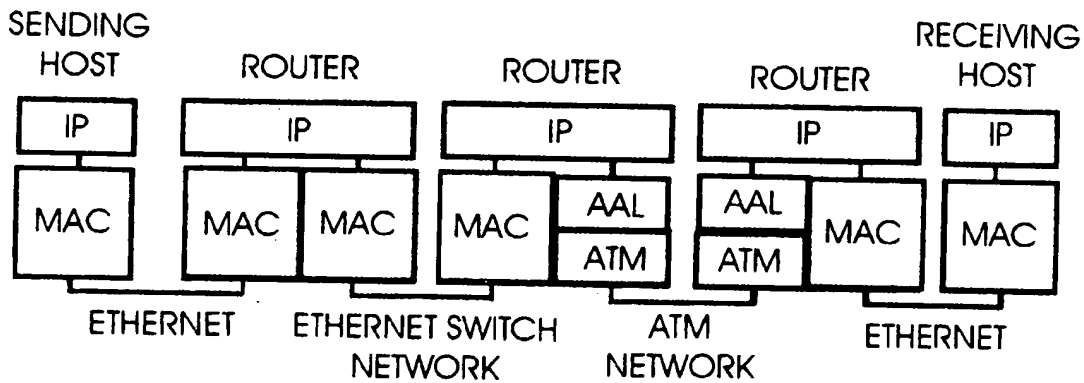 SENDING
HOST
ROUTER
ROUTER
ROUTER
RECEIVING
HOST
IP
IP
IP
IP
IP
MAC
MAC
MAC
MAC
AAL
ATM
AAL
ATM
MAC
MAC
ETHERNET
ETHERNET SWITCH
NETWORK
ATM
NETWORK
ETHERNET